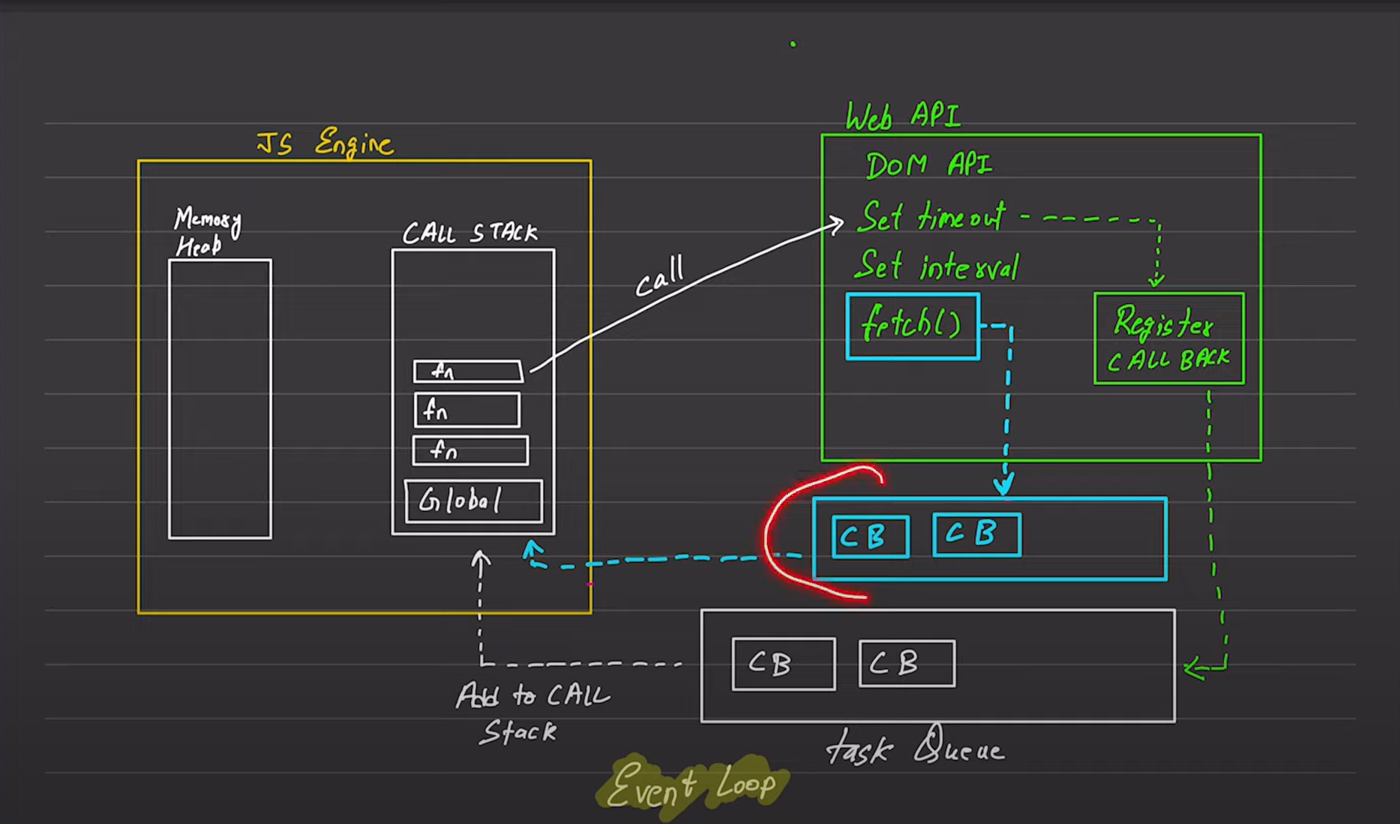 JS Engine
Memory
Heap
CALL STACK
fn
fn
fn
Global
call
Web API
DOM API
Set timeout
Set interval
fetch()
Register
CALL BACK
CB CB
CB CB
Add to CALL
Stack
task Queue
Event Loop